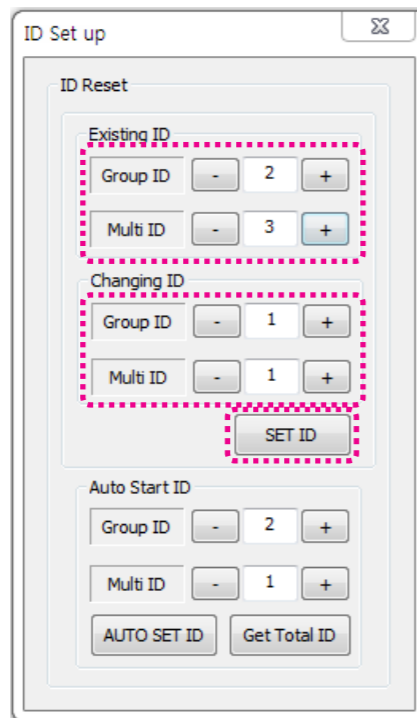 ID Set up
ID Reset
Existing ID
Group ID - 2 +
Multi ID - 3 +
Changing ID
Group ID - 1 +
Multi ID - 1 +
SET ID
Auto Start ID
Group ID - 2 +
Multi ID - 1 +
AUTO SET ID Get Total ID